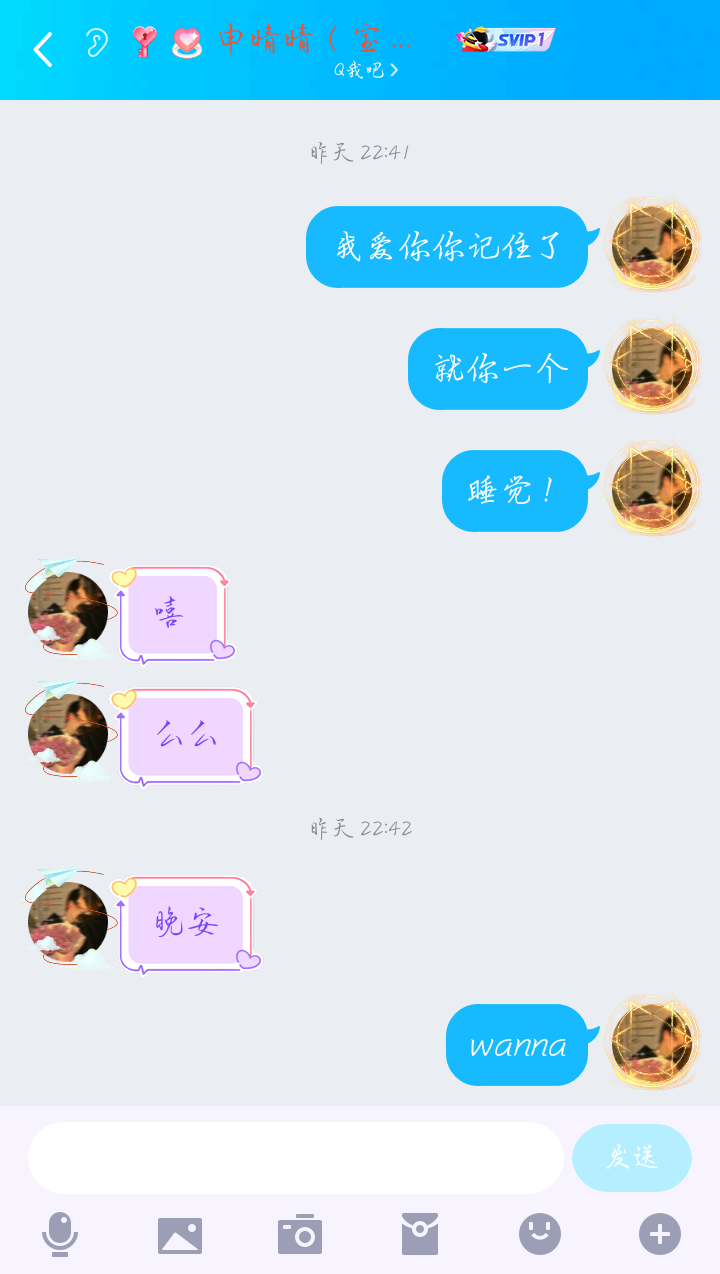 申晴晴（宝...
SVIP1
Q我吧
昨天 22:41
我爱你你记住了
就你一个
睡觉！
嘻
么么
昨天 22:42
晚安
wanna
发送